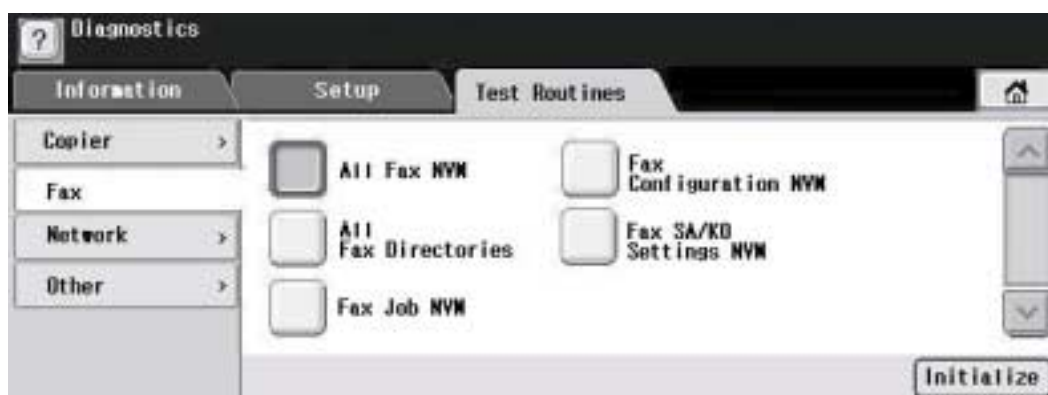 ?
Diagnostics
Information
Setup
Test Routines
Copier >
Fax
Network >
Other >
All Fax NVM
Fax
Configuration NVM
All
Fax Directories
Fax SA/KO
Settings NVM
Fax Job NVM
Initialize